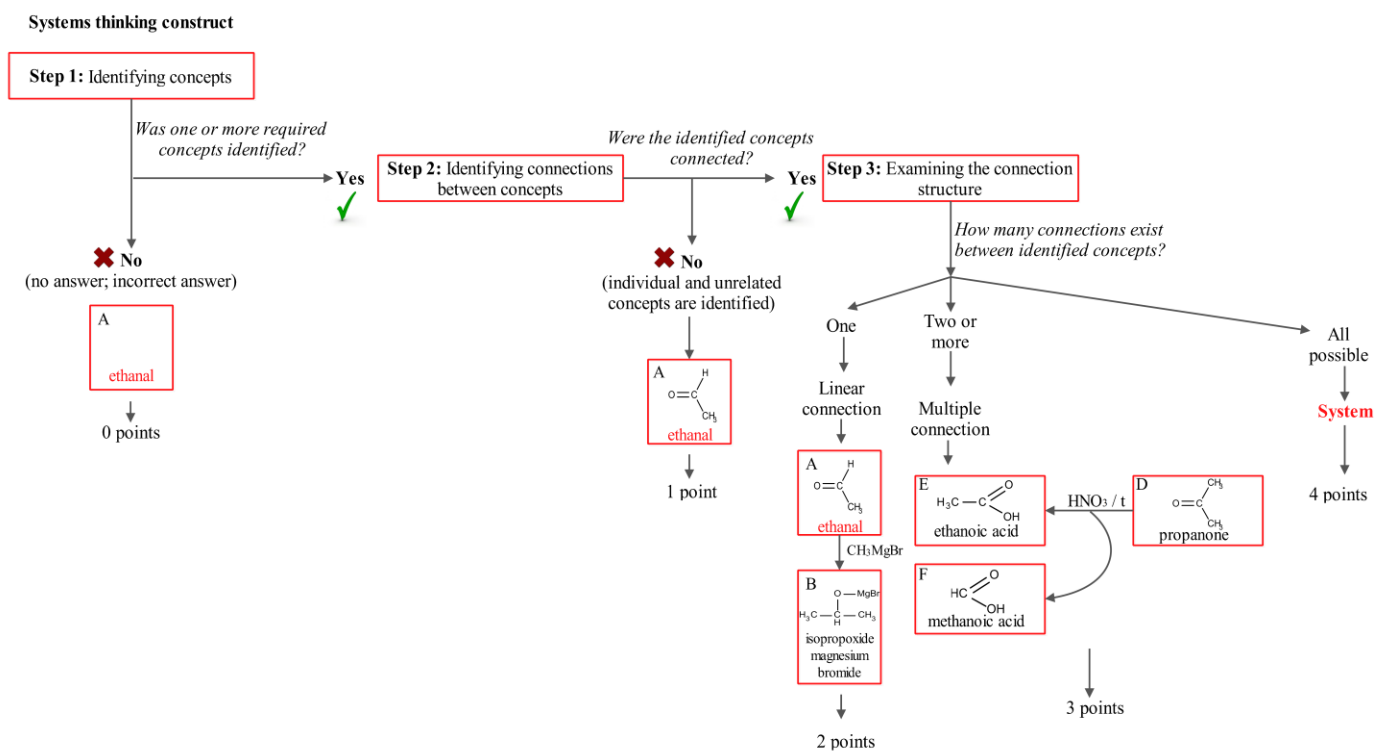 Systems thinking construct
Step 1: Identifying concepts
Was one or more required
concepts identified?
Yes
No
(no answer; incorrect answer)
A
ethanal
0 points
Step 2: Identifying connections
between concepts
Were the identified concepts
connected?
Yes
No
(individual and unrelated
concepts are identified)
A
H
O=C
CH3
ethanal
1 point
Step 3: Examining the connection
structure
How many connections exist
between identified concepts?
One
Linear
connection
A
H
O=C
CH3
ethanal
CH3MgBr
B
O—MgBr
H3C—C—CH3
H
isopropoxide
magnesium
bromide
2 points
Two or
more
Multiple
connection
E
O
H3C—C
OH
ethanoic acid
HNO3 / t
D
CH3
O=C
CH3
propanone
F
O
HC
OH
methanoic acid
3 points
All
possible
System
4 points